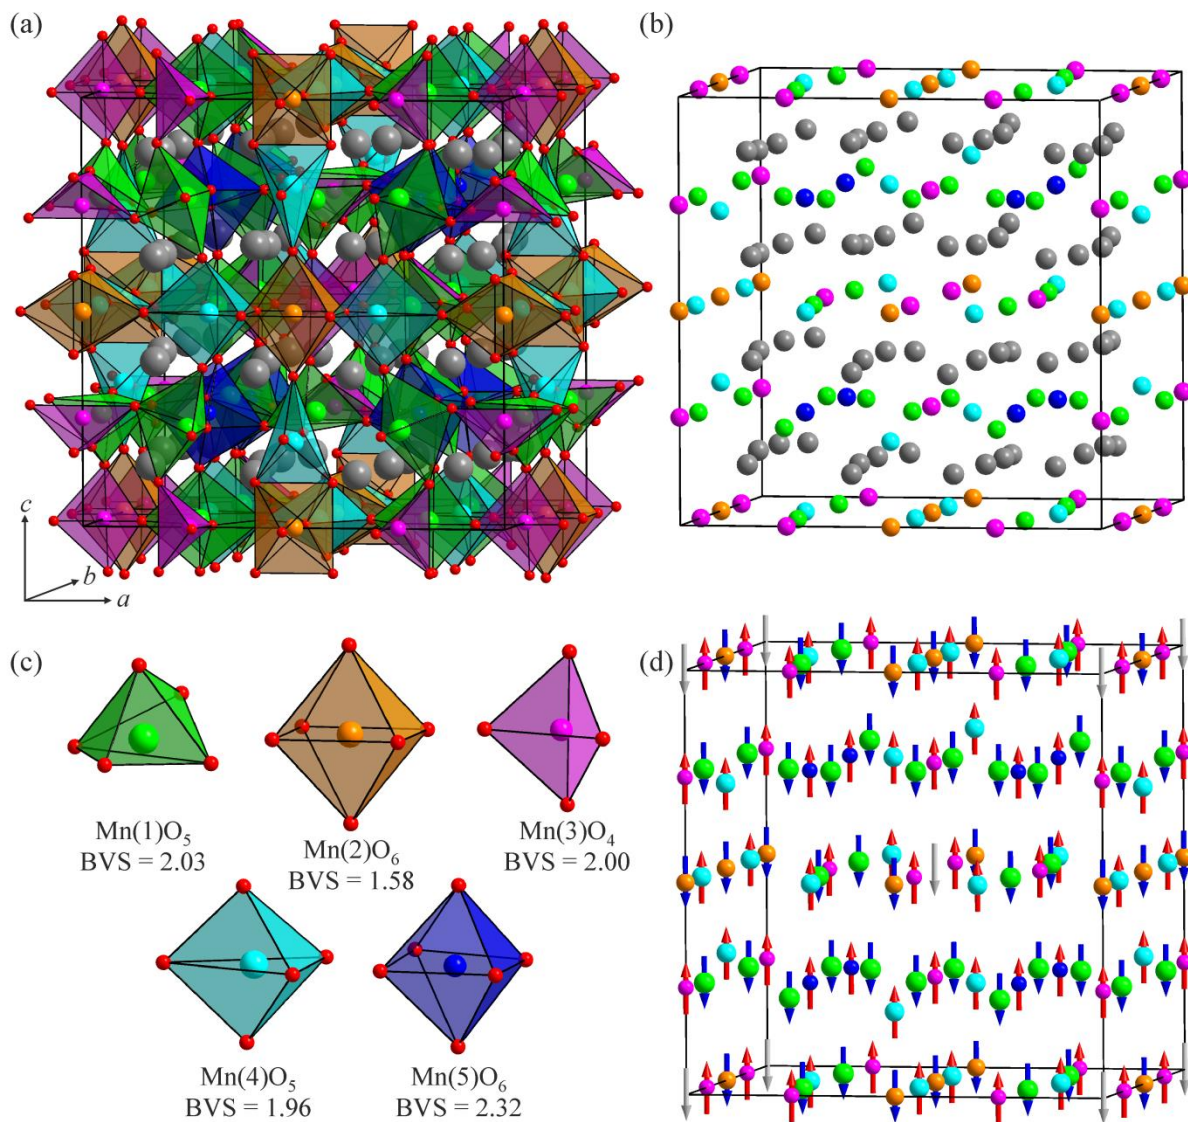 (a)
(b)
c
b
a
(c)
(d)
Mn(1)O₅
BVS = 2.03
Mn(2)O₆
BVS = 1.58
Mn(3)O₄
BVS = 2.00
Mn(4)O₅
BVS = 1.96
Mn(5)O₆
BVS = 2.32